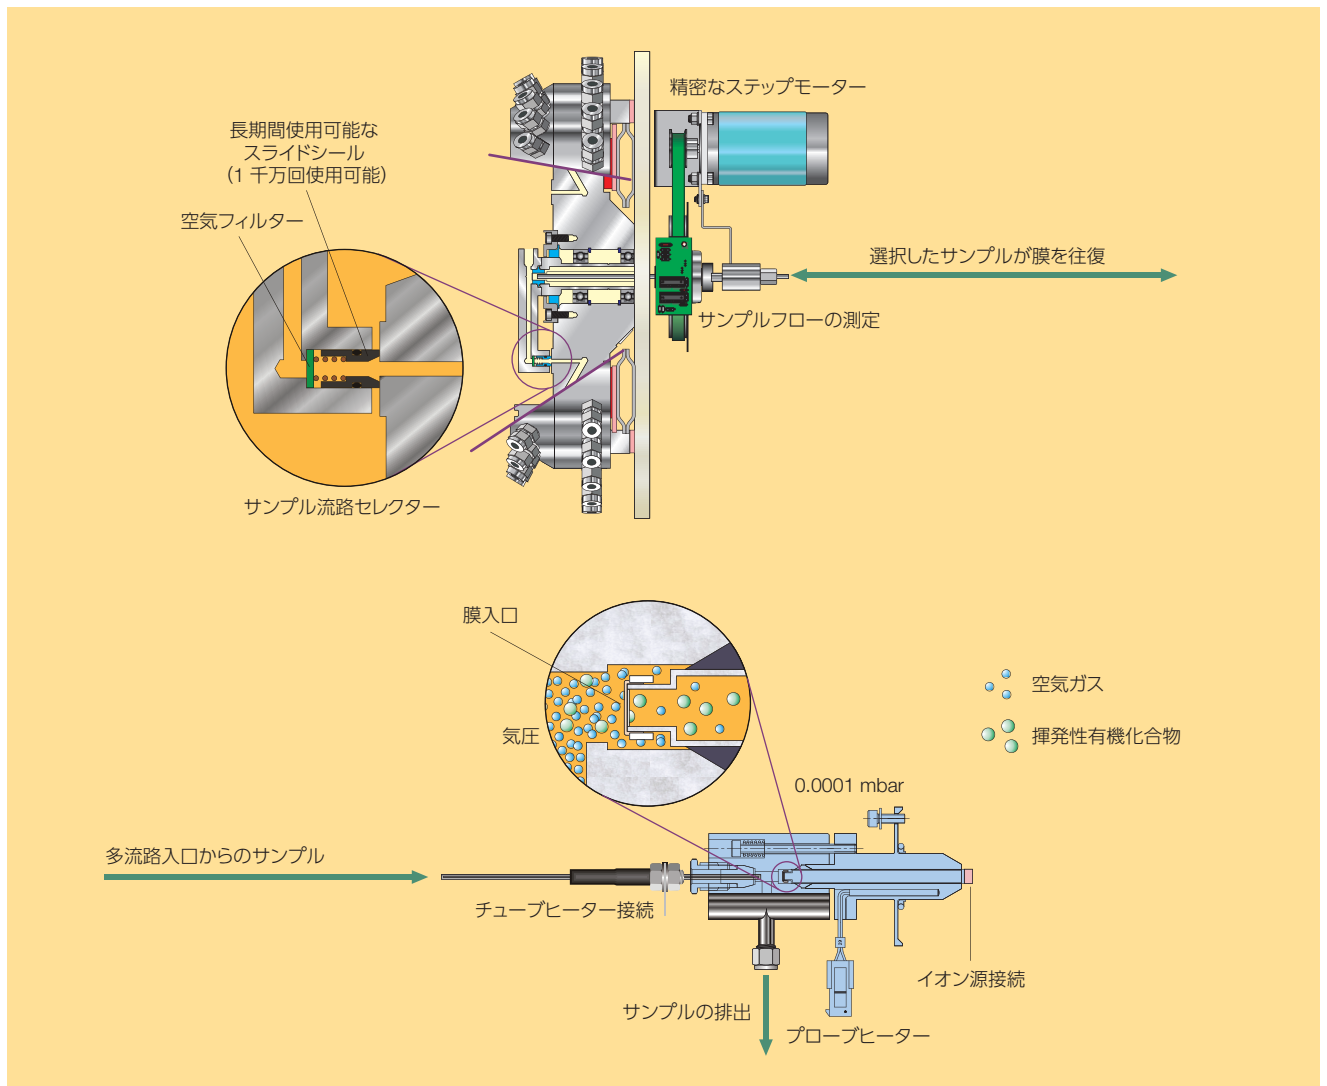 精密なステップモーター
長期間使用可能な
スライドシール
（1 千万回使用可能）
空気フィルター
選択したサンプルが膜を往復
サンプルフローの測定
サンプル流路セレクター
膜入口
空気ガス
気圧
揮発性有機化合物
0.0001 mbar
多流路入口からのサンプル
チューブヒーター接続
イオン源接続
サンプルの排出
プローブヒーター